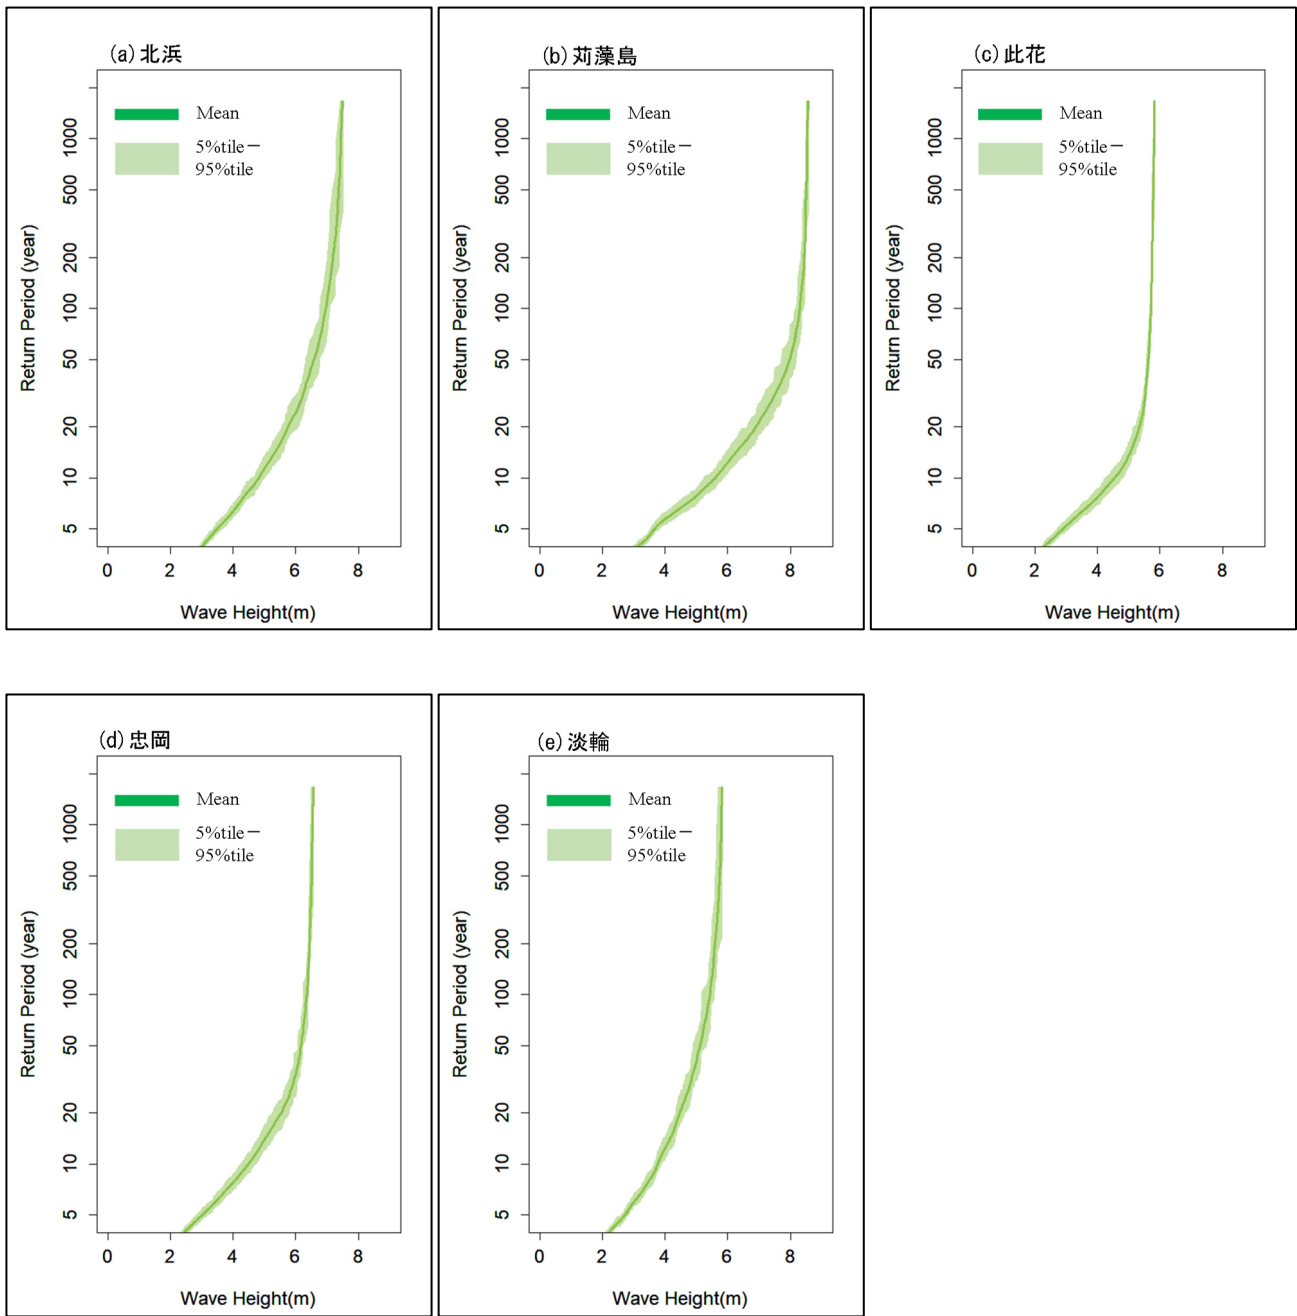 (a) 北浜
Mean
5%tile－
95%tile
1000
500
200
100
50
20
10
5
Return Period (year)
0 2 4 6 8
Wave Height(m)
(b) 苅藻島
Mean
5%tile－
95%tile
1000
500
200
100
50
20
10
5
Return Period (year)
0 2 4 6 8
Wave Height(m)
(c) 此花
Mean
5%tile－
95%tile
1000
500
200
100
50
20
10
5
Return Period (year)
0 2 4 6 8
Wave Height(m)
(d) 忠岡
Mean
5%tile－
95%tile
1000
500
200
100
50
20
10
5
Return Period (year)
0 2 4 6 8
Wave Height(m)
(e) 淡輪
Mean
5%tile－
95%tile
1000
500
200
100
50
20
10
5
Return Period (year)
0 2 4 6 8
Wave Height(m)